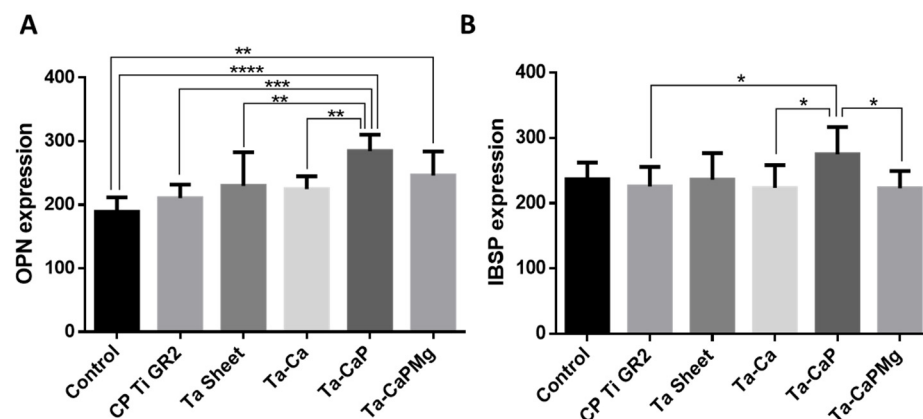 A
OPN expression
400
300
200
100
0
**
****
***
**
**
Control
CP Ti GR2
Ta Sheet
Ta-Ca
Ta-CaP
Ta-CaPMg
B
IBSP expression
400
300
200
100
0
*
*
*
Control
CP Ti GR2
Ta Sheet
Ta-Ca
Ta-CaP
Ta-CaPMg